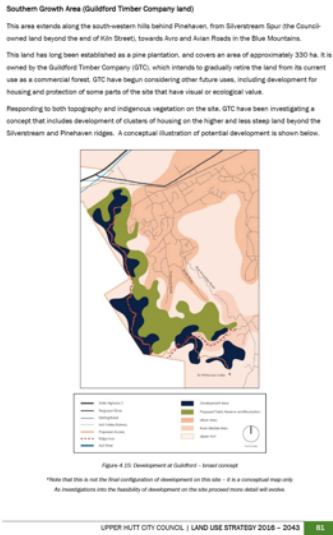 Southern Growth Area (Guildford Timber Company land)
This area extends along the south-western hills behind Pinehaven, from Silverstream Spur (the Council-
owned land beyond the end of Kiln Street), towards Avro and Avian Roads in the Blue Mountains.
This land has long been established as a pine plantation, and covers an area of approximately 330 ha. It is
owned by the Guildford Timber Company (GTC), which intends to gradually retire the land from its current
use as a commercial forest. GTC have begun considering other future uses, including development for
housing and protection of some parts of the site that have visual or ecological value.
Responding to both topography and indigenous vegetation on the site, GTC have been investigating a
concept that includes development of clusters of housing on the higher and less steep land beyond the
Silverstream and Pinehaven ridges. A conceptual illustration of potential development is shown below.
State Highway 2
Development Area
Urban Area
Upper Hutt
Figure 4.15: Development at Guildford – broad concept
*Note that this is not the final configuration of development on this site – it is a conceptual map only.
As investigations into the feasibility of development on the site proceed more detail will evolve.
UPPER HUTT CITY COUNCIL | LAND USE STRATEGY 2016 – 2043 81